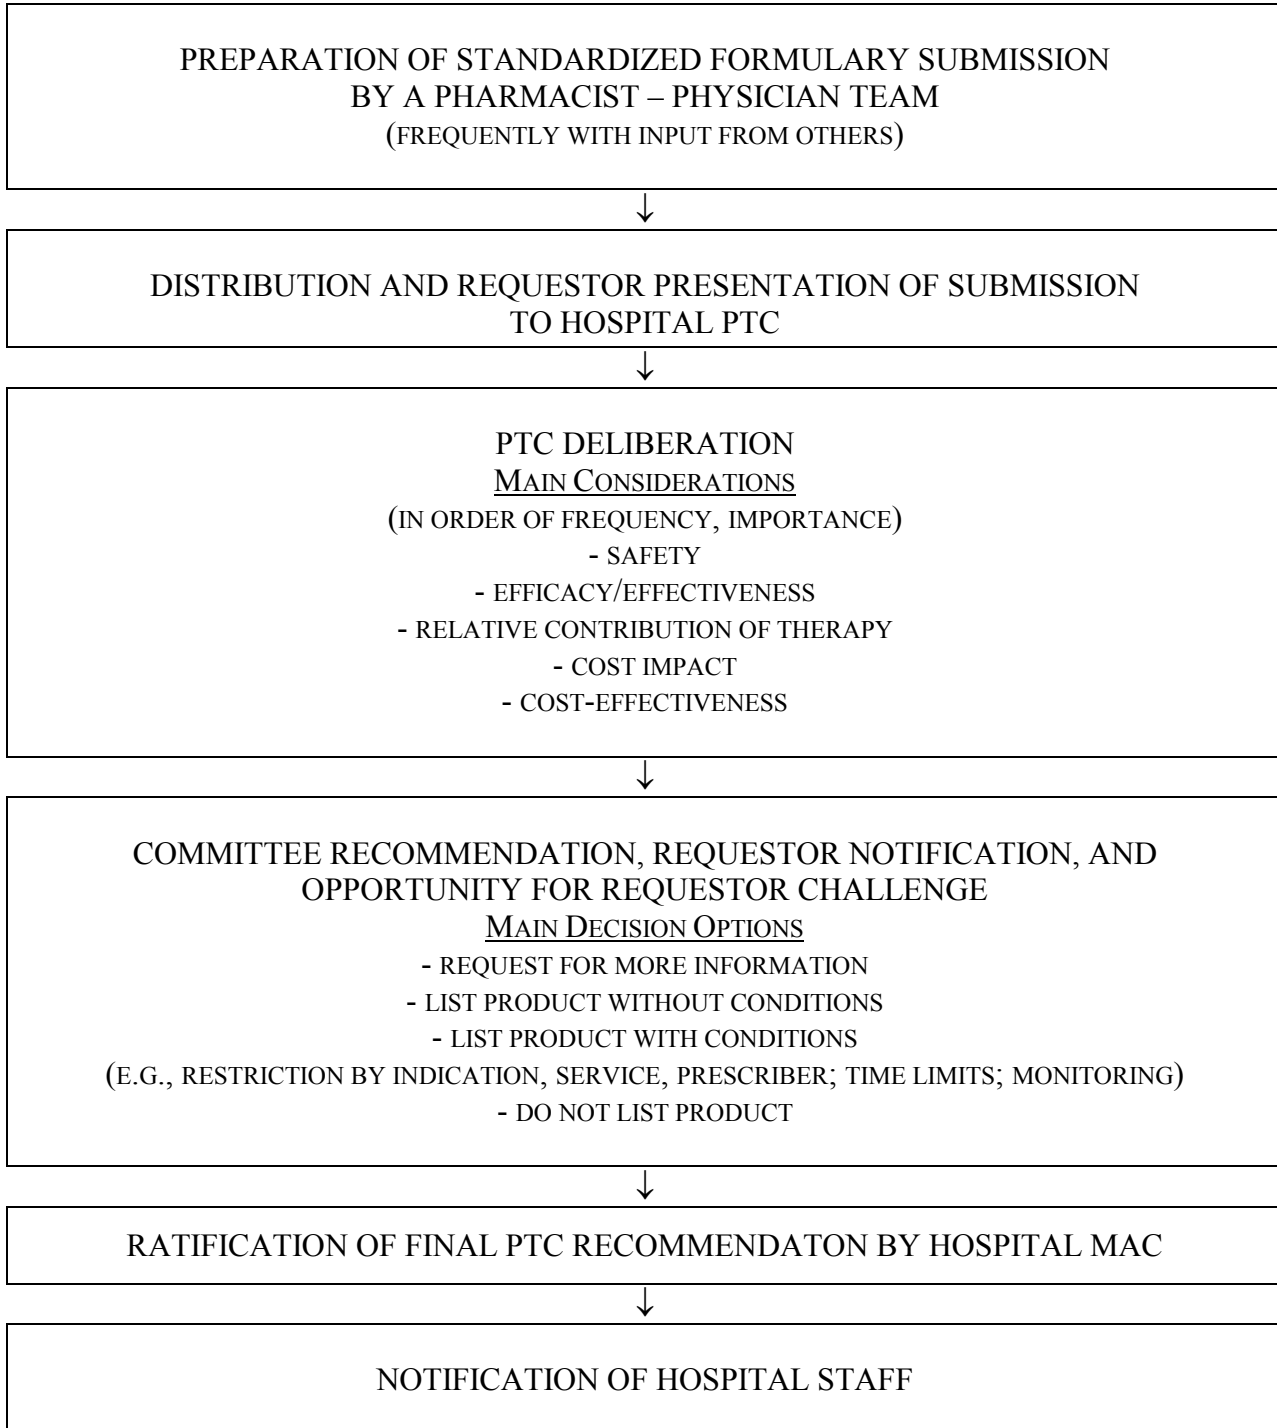 PREPARATION OF STANDARDIZED FORMULARY SUBMISSION
BY A PHARMACIST – PHYSICIAN TEAM
(FREQUENTLY WITH INPUT FROM OTHERS)
↓
DISTRIBUTION AND REQUESTOR PRESENTATION OF SUBMISSION
TO HOSPITAL PTC
↓
PTC DELIBERATION
MAIN CONSIDERATIONS
(IN ORDER OF FREQUENCY, IMPORTANCE)
- SAFETY
- EFFICACY/EFFECTIVENESS
- RELATIVE CONTRIBUTION OF THERAPY
- COST IMPACT
- COST-EFFECTIVENESS
↓
COMMITTEE RECOMMENDATION, REQUESTOR NOTIFICATION, AND
OPPORTUNITY FOR REQUESTOR CHALLENGE
MAIN DECISION OPTIONS
- REQUEST FOR MORE INFORMATION
- LIST PRODUCT WITHOUT CONDITIONS
- LIST PRODUCT WITH CONDITIONS
(E.G., RESTRICTION BY INDICATION, SERVICE, PRESCRIBER; TIME LIMITS; MONITORING)
- DO NOT LIST PRODUCT
↓
RATIFICATION OF FINAL PTC RECOMMENDATON BY HOSPITAL MAC
↓
NOTIFICATION OF HOSPITAL STAFF